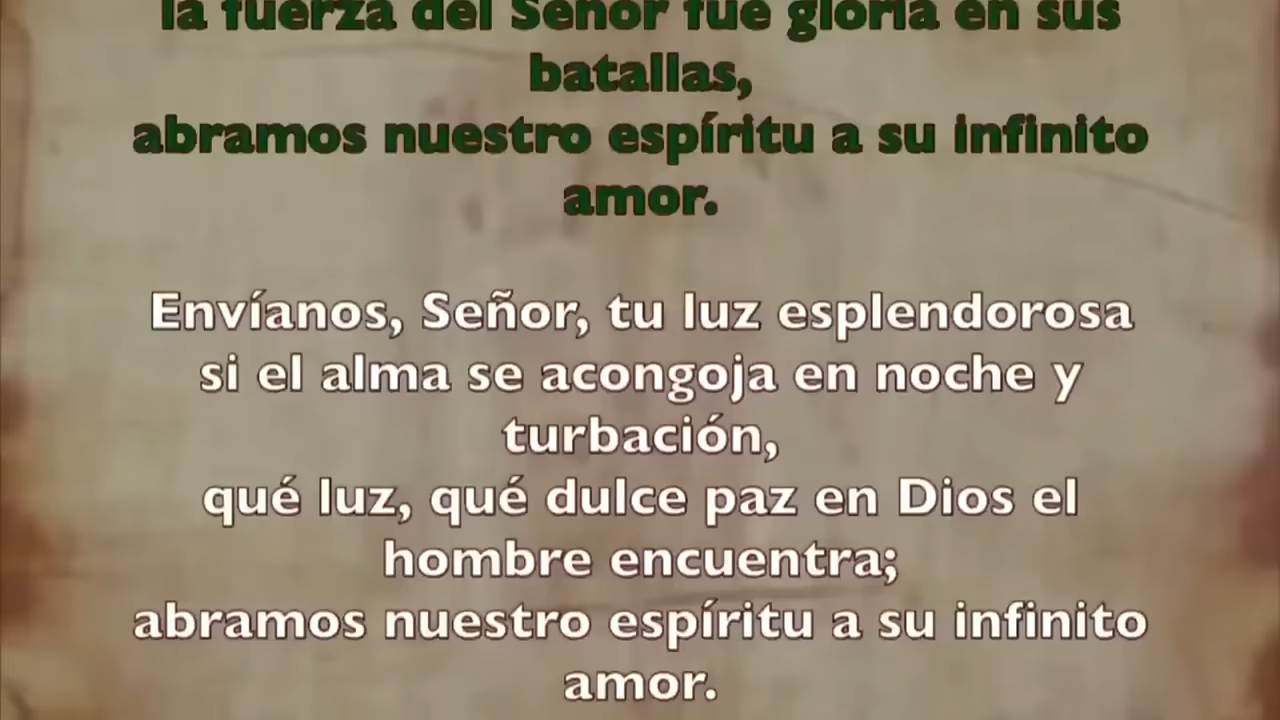 la fuerza del Señor fue gloria en sus
batallas,
abramos nuestro espíritu a su infinito
amor.
Envíanos, Señor, tu luz esplendorosa
si el alma se acongoja en noche y
turbación,
qué luz, qué dulce paz en Dios el
hombre encuentra;
abramos nuestro espíritu a su infinito
amor.